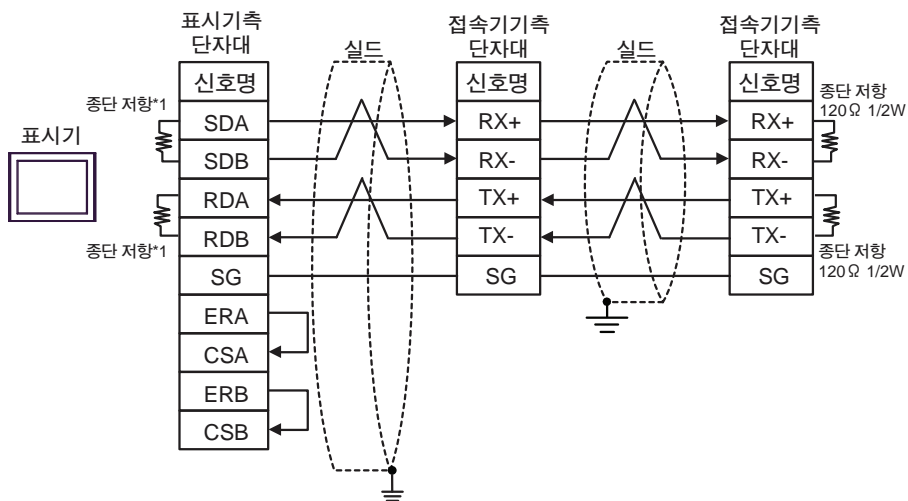 표시기
표시기측
단자대
신호명
종단 저항*1
SDA
SDB
RDA
RDB
종단 저항*1
SG
ERA
CSA
ERB
CSB
실드
접속기기측
단자대
신호명
RX+
RX-
TX+
TX-
SG
실드
접속기기측
단자대
신호명
RX+
RX-
TX+
TX-
SG
종단 저항
120Ω 1/2W
종단 저항
120Ω 1/2W